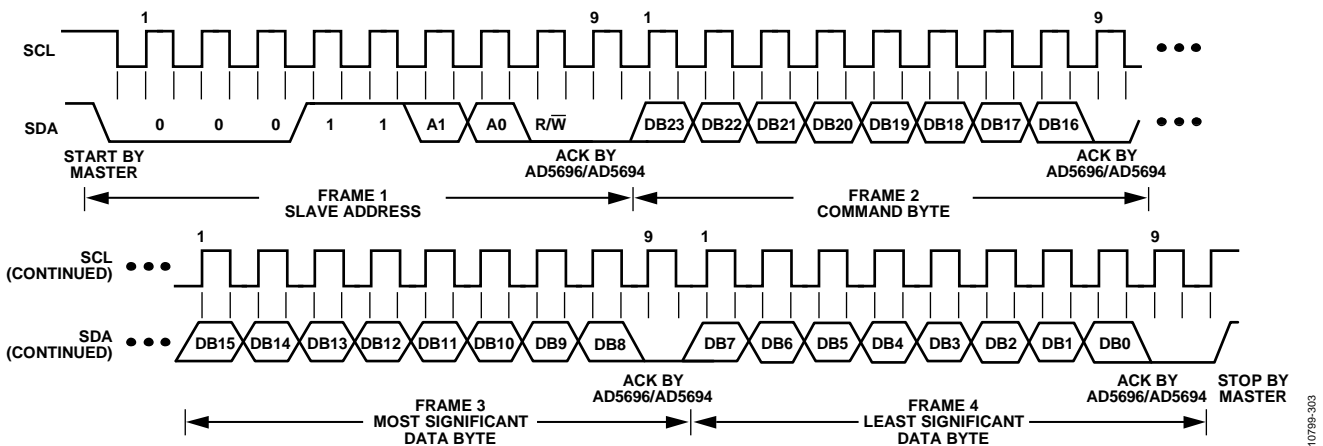 1 9 1 9
SCL
SDA
0 0 0 1 1 A1 A0 R/W̅ DB23 DB22 DB21 DB20 DB19 DB18 DB17 DB16
START BY
MASTER
ACK BY
AD5696/AD5694
ACK BY
AD5696/AD5694
FRAME 1
SLAVE ADDRESS
FRAME 2
COMMAND BYTE
1 9 1 9
SCL
(CONTINUED)
SDA
(CONTINUED)
DB15 DB14 DB13 DB12 DB11 DB10 DB9 DB8 DB7 DB6 DB5 DB4 DB3 DB2 DB1 DB0
ACK BY
AD5696/AD5694
ACK BY
AD5696/AD5694
STOP BY
MASTER
FRAME 3
MOST SIGNIFICANT
DATA BYTE
FRAME 4
LEAST SIGNIFICANT
DATA BYTE
10799-303